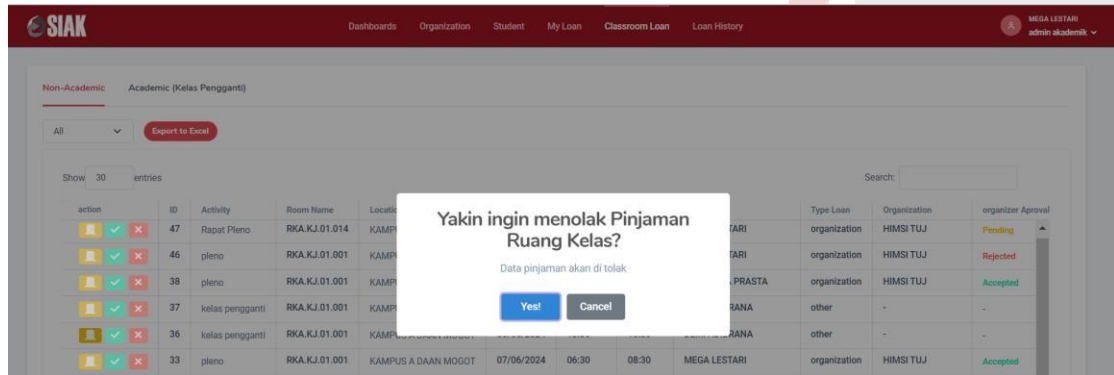 SIAK Dashboards Organization Student My Loan Classroom Loan Loan History MEGA LESTARI
admin akademik
Non-Academic Academic (Kelas Pengganti)
All Export to Excel
Show 30 entries Search:
action ID Activity Room Name Type Loan Organization organizer Aproval
47 Rapat Pleno RKA.KJ.01.014 organization HIMSI TUJ Pending
46 pleno RKA.KJ.01.001 organization HIMSI TUJ Rejected
38 pleno RKA.KJ.01.001 PRASTA organization HIMSI TUJ Accepted
37 kelas pengganti RKA.KJ.01.001 other - -
36 kelas pengganti RKA.KJ.01.001 other - -
33 pleno RKA.KJ.01.001 KAMPUS A DAAN MOGOT 07/06/2024 06:30 08:30 MEGA LESTARI organization HIMSI TUJ Accepted
Yakin ingin menolak Pinjaman
Ruang Kelas?
Data pinjaman akan di tolak
Yes! Cancel